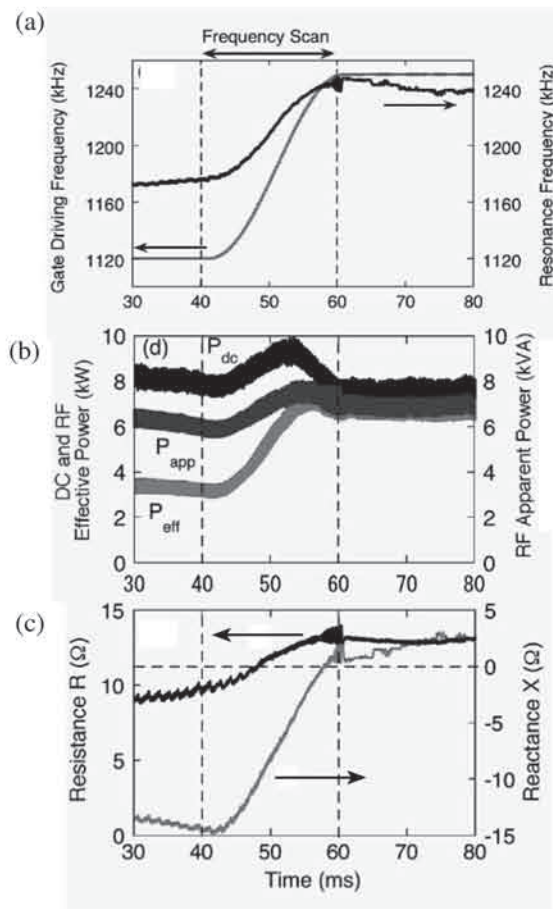 (a)
Frequency Scan
Gate Driving Frequency (kHz)
1240
1200
1160
1120
1240
1200
1160
1120
Resonance Frequency (kHz)
30 40 50 60 70 80
(b)
(d)
P dc
P app
P eff
DC and RF
Effective Power (kW)
10
8
6
4
2
0
10
8
6
4
2
0
RF Apparent Power (kVA)
30 40 50 60 70 80
(c)
Resistance R (Ω)
15
10
5
0
5
0
-5
-10
-15
Reactance X (Ω)
30 40 50 60 70 80
Time (ms)